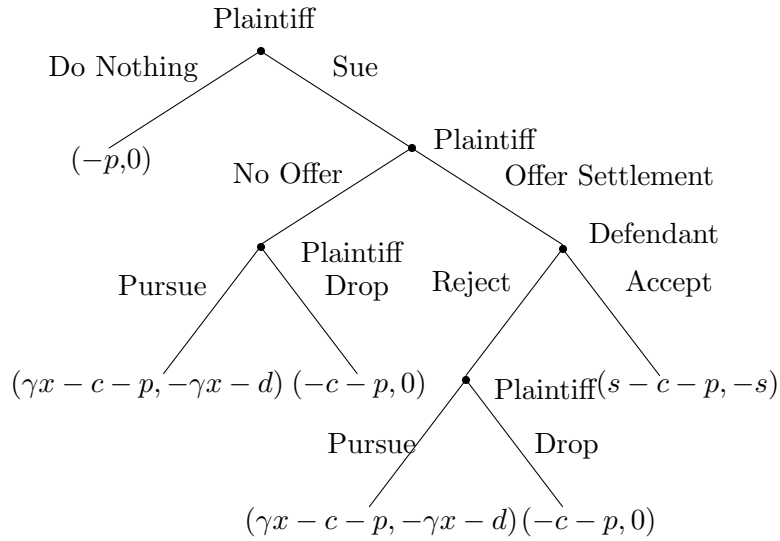 Plaintiff
Do Nothing
Sue
(−p,0)
Plaintiff
No Offer
Offer Settlement
Plaintiff
Defendant
Pursue
Drop
Reject
Accept
(γx − c − p, −γx − d)
(−c − p, 0)
Plaintiff
(s − c − p, −s)
Pursue
Drop
(γx − c − p, −γx − d)
(−c − p, 0)